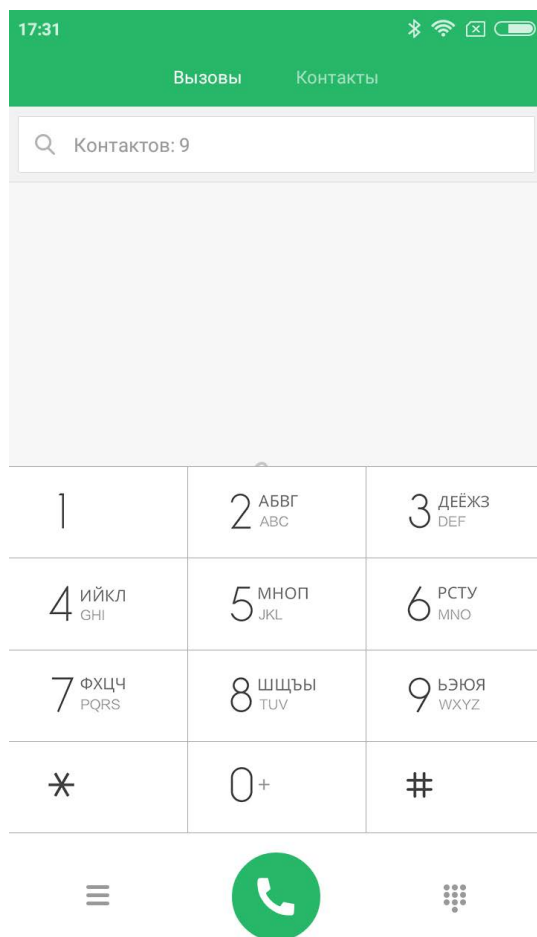 17:31
Вызовы Контакты
Контактов: 9
1 2 АБВГ 3 ДЕЁЖЗ
ABC DEF
4 ИЙКЛ 5 МНОП 6 РСТУ
GHI JKL MNO
7 ФХЦЧ 8 ШЩЪЫ 9 ЬЭЮЯ
PQRS TUV WXYZ
* 0 + #